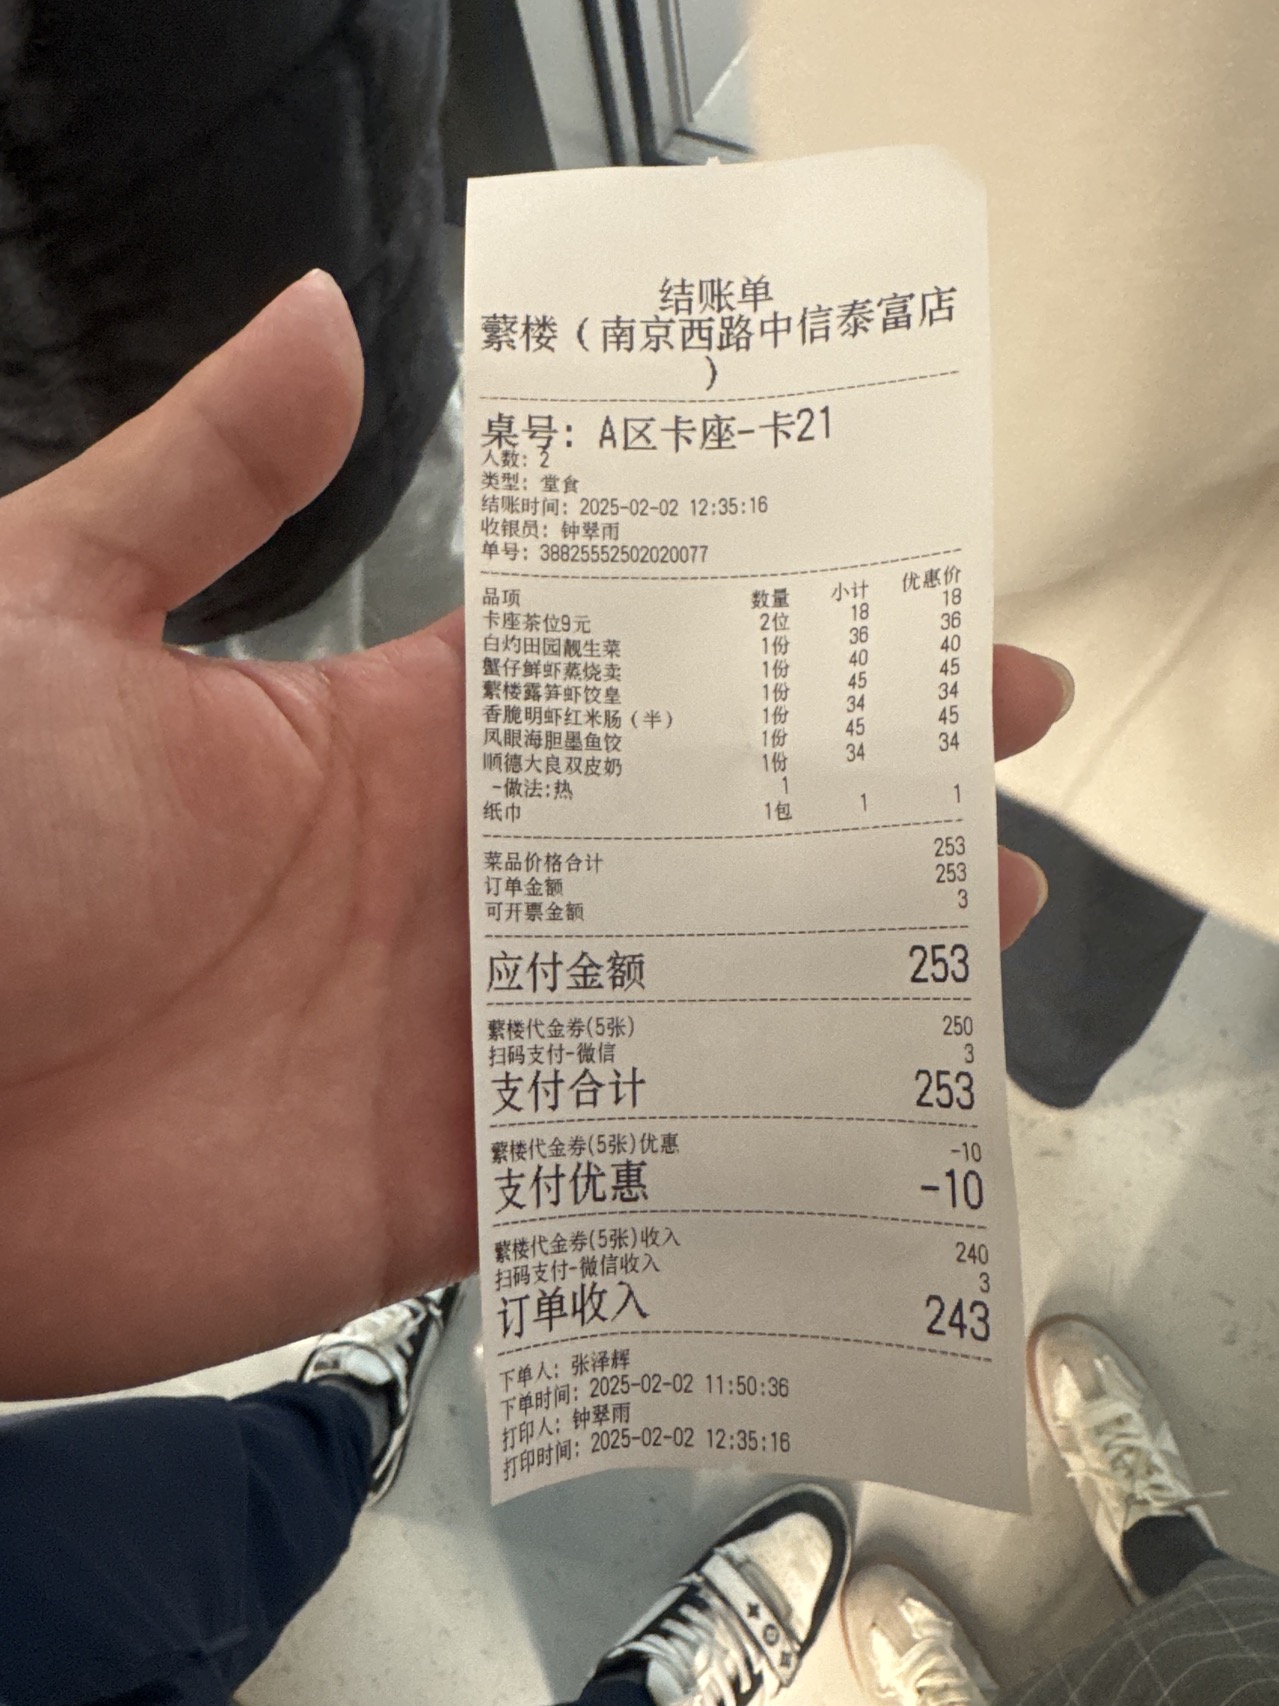 结账单
蘩楼（南京西路中信泰富店
）
桌号: A区卡座-卡21
人数: 2
类型: 堂食
结账时间: 2025-02-02 12:35:16
收银员: 钟翠雨
单号: 38825552502020077
品项 数量 小计 优惠价
卡座茶位9元 2位 18 18
白灼田园靓生菜 1份 36 36
蟹仔鲜虾蒸烧卖 1份 40 40
蘩楼露笋虾饺皇 1份 45 45
香脆明虾红米肠（半） 1份 34 34
凤眼海胆墨鱼饺 1份 45 45
顺德大良双皮奶 1份 34 34
-做法:热 1
纸巾 1包 1 1
菜品价格合计 253
订单金额 253
可开票金额 3
应付金额 253
蘩楼代金券(5张) 250
扫码支付-微信 3
支付合计 253
蘩楼代金券(5张)优惠 -10
支付优惠 -10
蘩楼代金券(5张)收入 240
扫码支付-微信收入 3
订单收入 243
下单人: 张泽辉
下单时间: 2025-02-02 11:50:36
打印人: 钟翠雨
打印时间: 2025-02-02 12:35:16